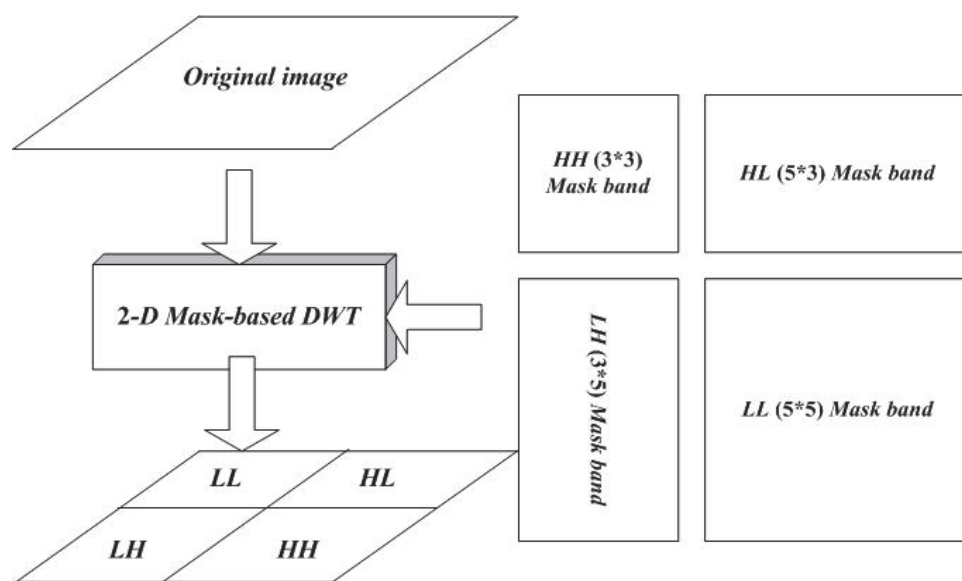 Original image
HH (3*3)
Mask band
HL (5*3) Mask band
2-D Mask-based DWT
LH (3*5) Mask band
LL (5*5) Mask band
LL
HL
LH
HH